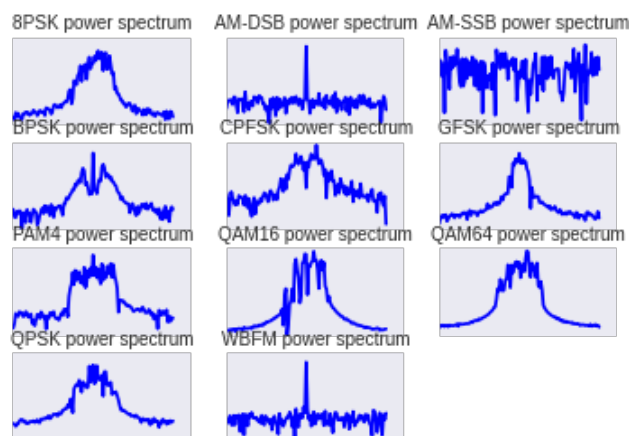 8PSK power spectrum
AM-DSB power spectrum
AM-SSB power spectrum
BPSK power spectrum
CPFSK power spectrum
GFSK power spectrum
PAM4 power spectrum
QAM16 power spectrum
QAM64 power spectrum
QPSK power spectrum
WBFM power spectrum